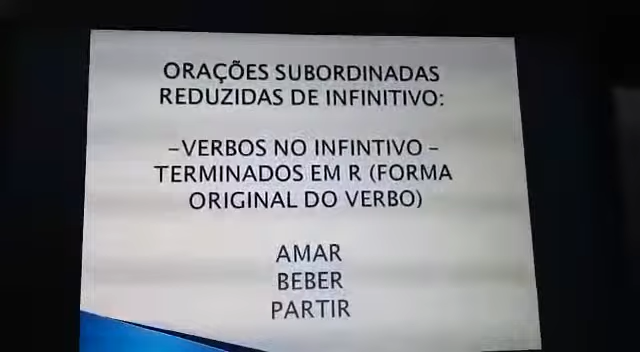 ORAÇÕES SUBORDINADAS
REDUZIDAS DE INFINITIVO:
-VERBOS NO INFINTIVO -
TERMINADOS EM R (FORMA
ORIGINAL DO VERBO)
AMAR
BEBER
PARTIR